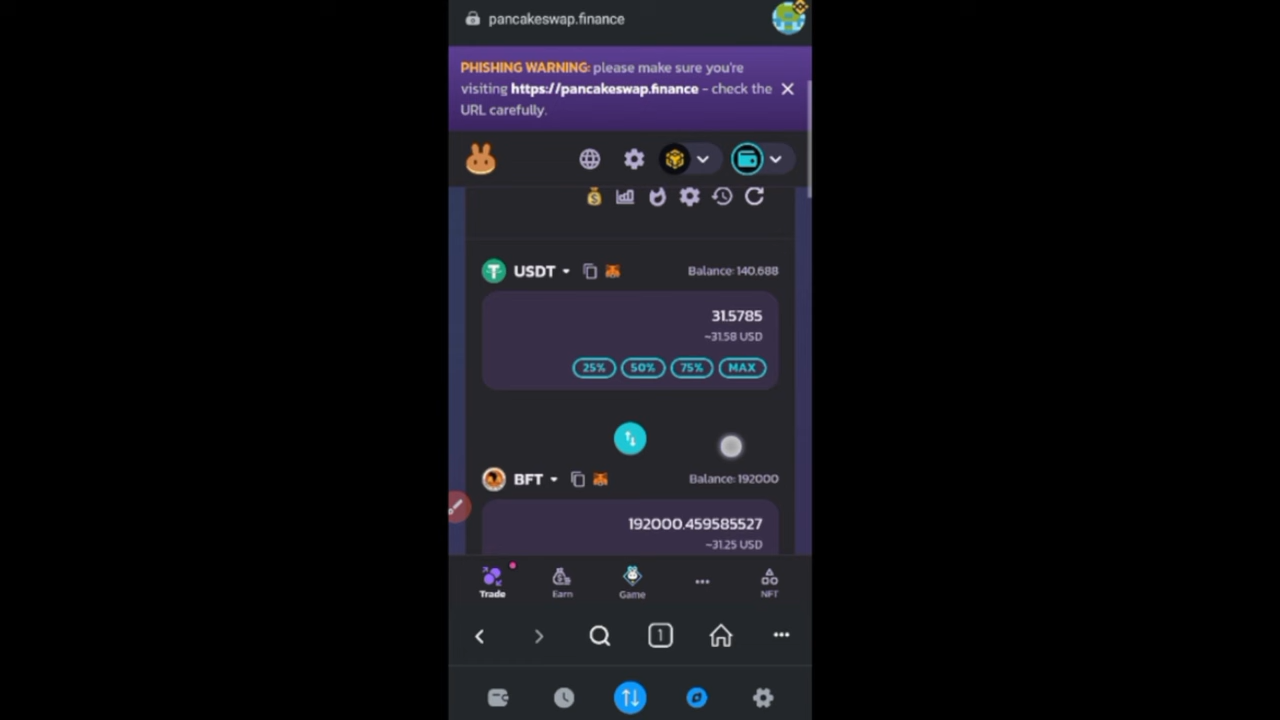 pancakeswap.finance
PHISHING WARNING: please make sure you're
visiting https://pancakeswap.finance - check the
URL carefully.
USDT
Balance: 140.688
31.5785
~31.58 USD
25% 50% 75% MAX
BFT
Balance: 192000
192000.459585527
~31.25 USD
Trade Earn Game NFT
1